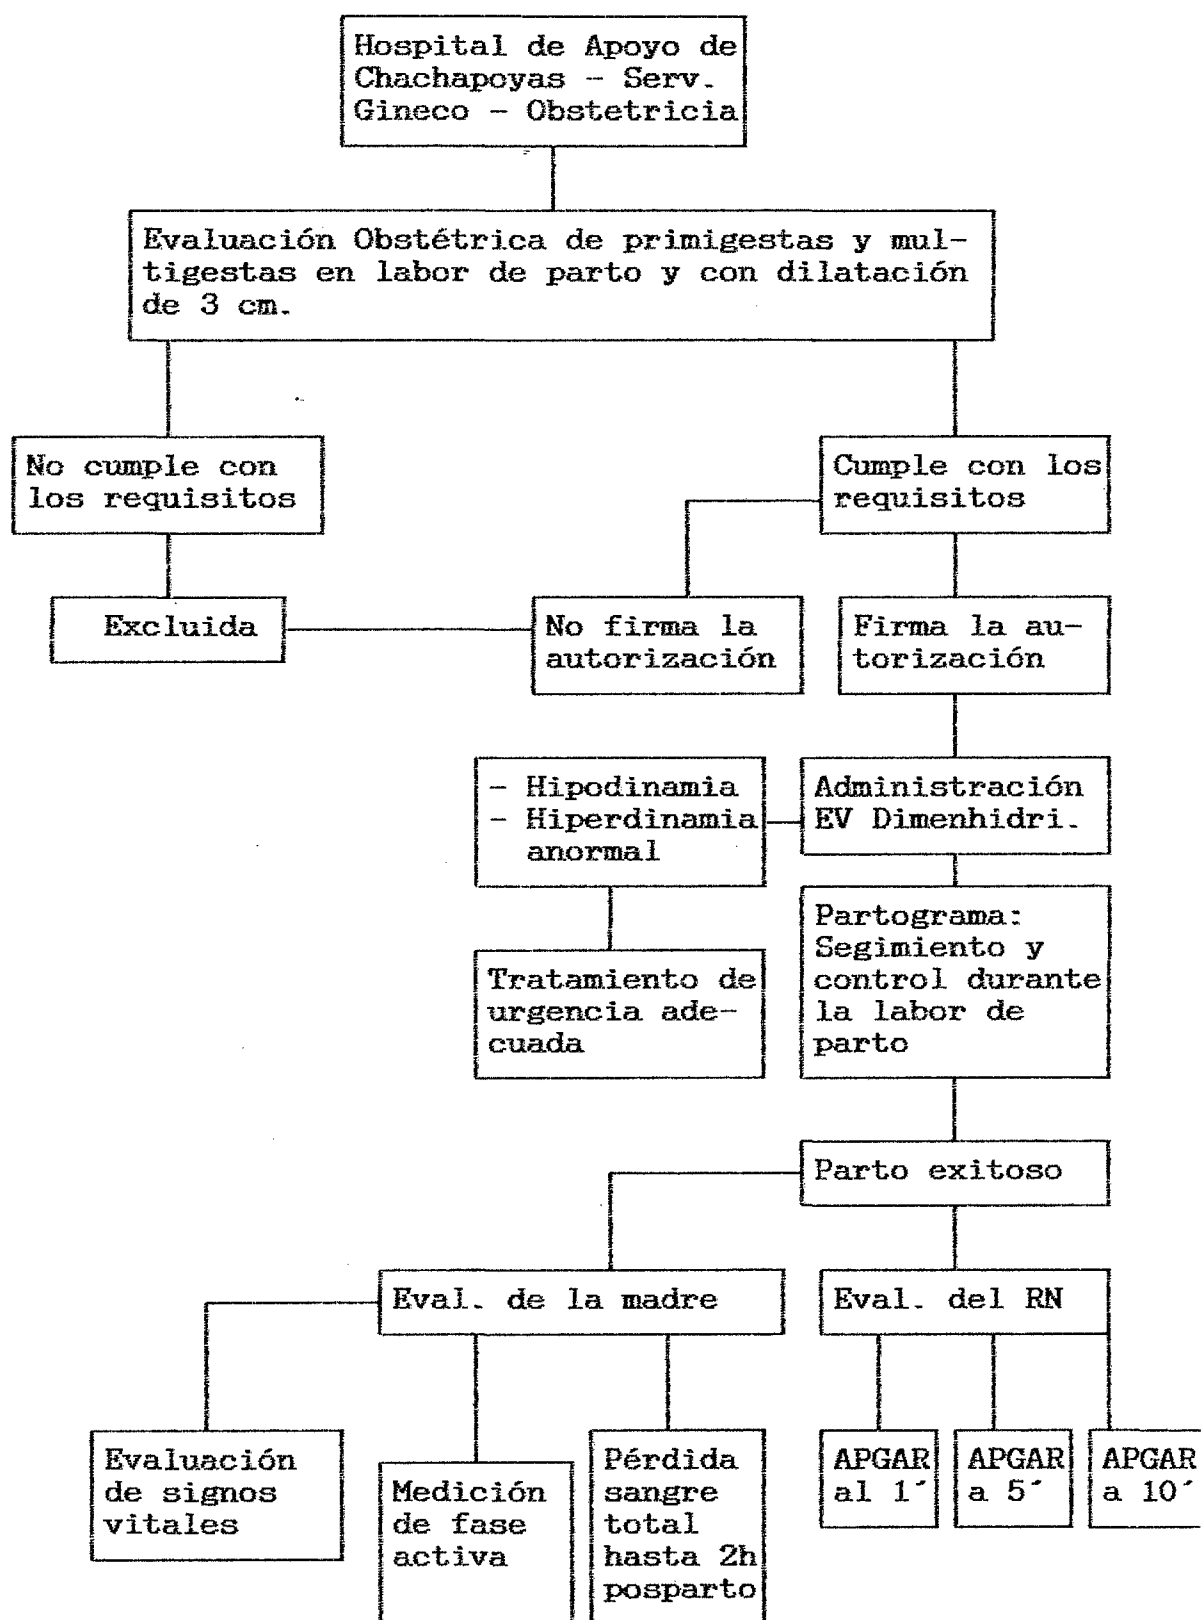 Hospital de Apoyo de
Chachapoyas - Serv.
Gineco - Obstetricia
Evaluación Obstétrica de primigestas y mul-
tigestas en labor de parto y con dilatación
de 3 cm.
No cumple con
los requisitos
Cumple con los
requisitos
Excluida
No firma la
autorización
Firma la au-
torización
- Hipodinamia
- Hiperdinamia
anormal
Administración
EV Dimenhidri.
Tratamiento de
urgencia ade-
cuada
Partograma:
Segimiento y
control durante
la labor de
parto
Parto exitoso
Eval. de la madre
Eval. del RN
Evaluación
de signos
vitales
Medición
de fase
activa
Pérdida
sangre
total
hasta 2h
posparto
APGAR
al 1´
APGAR
a 5´
APGAR
a 10´